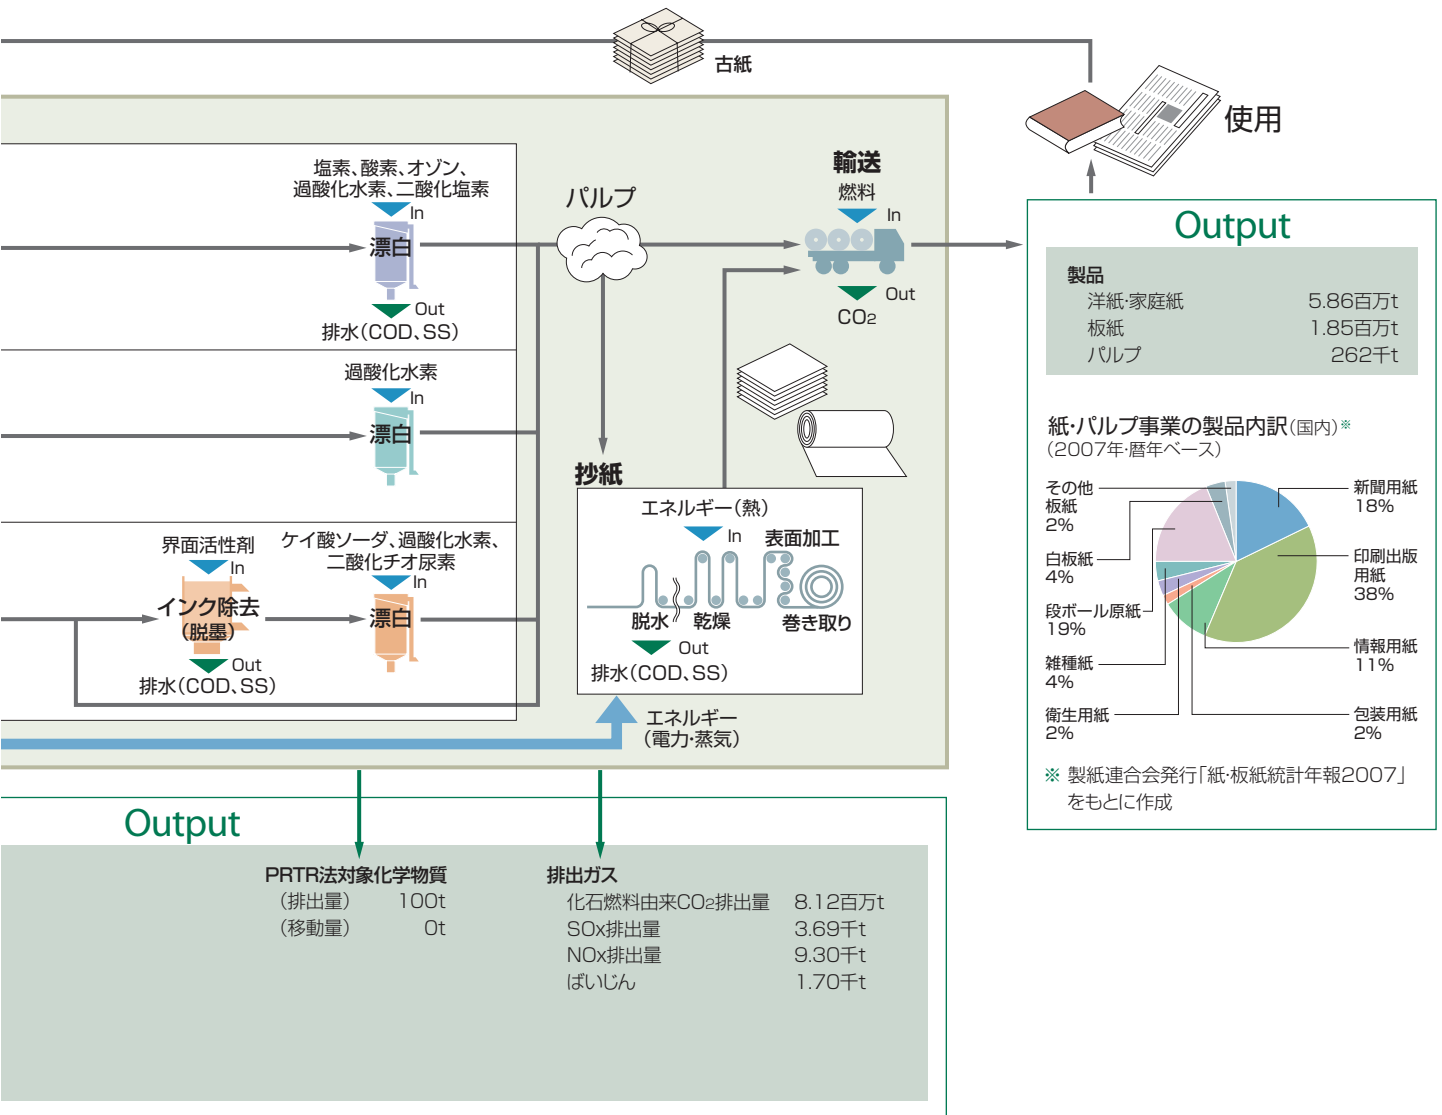 古紙
使用
塩素、酸素、オゾン、
過酸化水素、二酸化塩素
In
漂白
Out
排水(COD、SS)
過酸化水素
In
漂白
界面活性剤
In
インク除去
(脱墨)
Out
排水(COD、SS)
ケイ酸ソーダ、過酸化水素、
二酸化チオ尿素
In
漂白
パルプ
輸送
燃料
In
Out
CO2
抄紙
エネルギー(熱)
In
表面加工
脱水
乾燥
巻き取り
Out
排水(COD、SS)
エネルギー
(電力・蒸気)
Output
製品
洋紙・家庭紙 5.86百万t
板紙 1.85百万t
パルプ 262千t
紙・パルプ事業の製品内訳(国内)※
(2007年・暦年ベース)
その他
板紙
2%
白板紙
4%
段ボール原紙
19%
雑種紙
4%
衛生用紙
2%
新聞用紙
18%
印刷出版
用紙
38%
情報用紙
11%
包装用紙
2%
※ 製紙連合会発行「紙・板紙統計年報2007」
をもとに作成
Output
PRTR法対象化学物質
(排出量) 100t
(移動量) 0t
排出ガス
化石燃料由来CO2排出量 8.12百万t
SOx排出量 3.69千t
NOx排出量 9.30千t
ばいじん 1.70千t